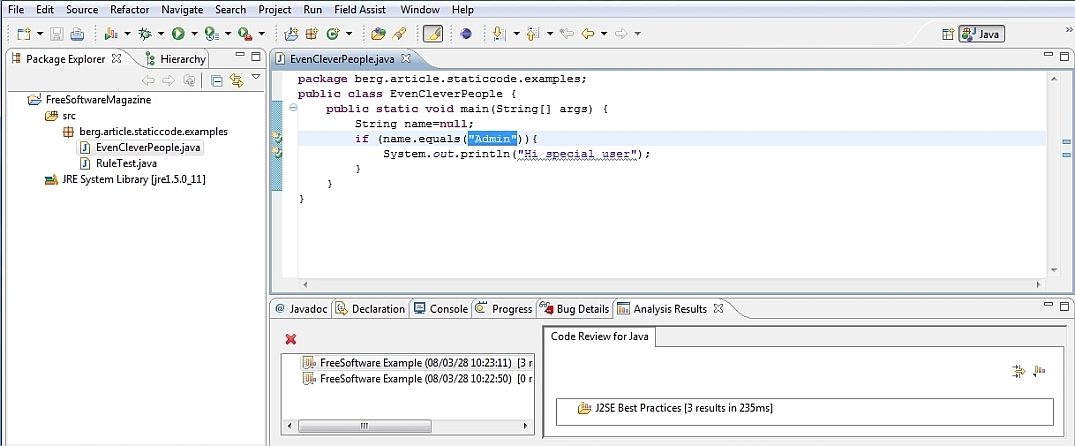 File Edit Source Refactor Navigate Search Project Run Field Assist Window Help
Java
Package Explorer Hierarchy
EvenCleverPeople.java
FreeSoftwareMagazine
src
berg.article.staticcode.examples
EvenCleverPeople.java
RuleTest.java
JRE System Library [jre1.5.0_11]
package berg.article.staticcode.examples;
public class EvenCleverPeople {
public static void main(String[] args) {
String name=null;
if (name.equals("Admin")){
System.out.println("Hi special user");
}
}
}
@ Javadoc Declaration Console Progress Bug Details Analysis Results
FreeSoftware Example (08/03/28 10:23:11) [3 r
FreeSoftware Example (08/03/28 10:22:50) [0 r
Code Review for Java
J2SE Best Practices [3 results in 235ms]